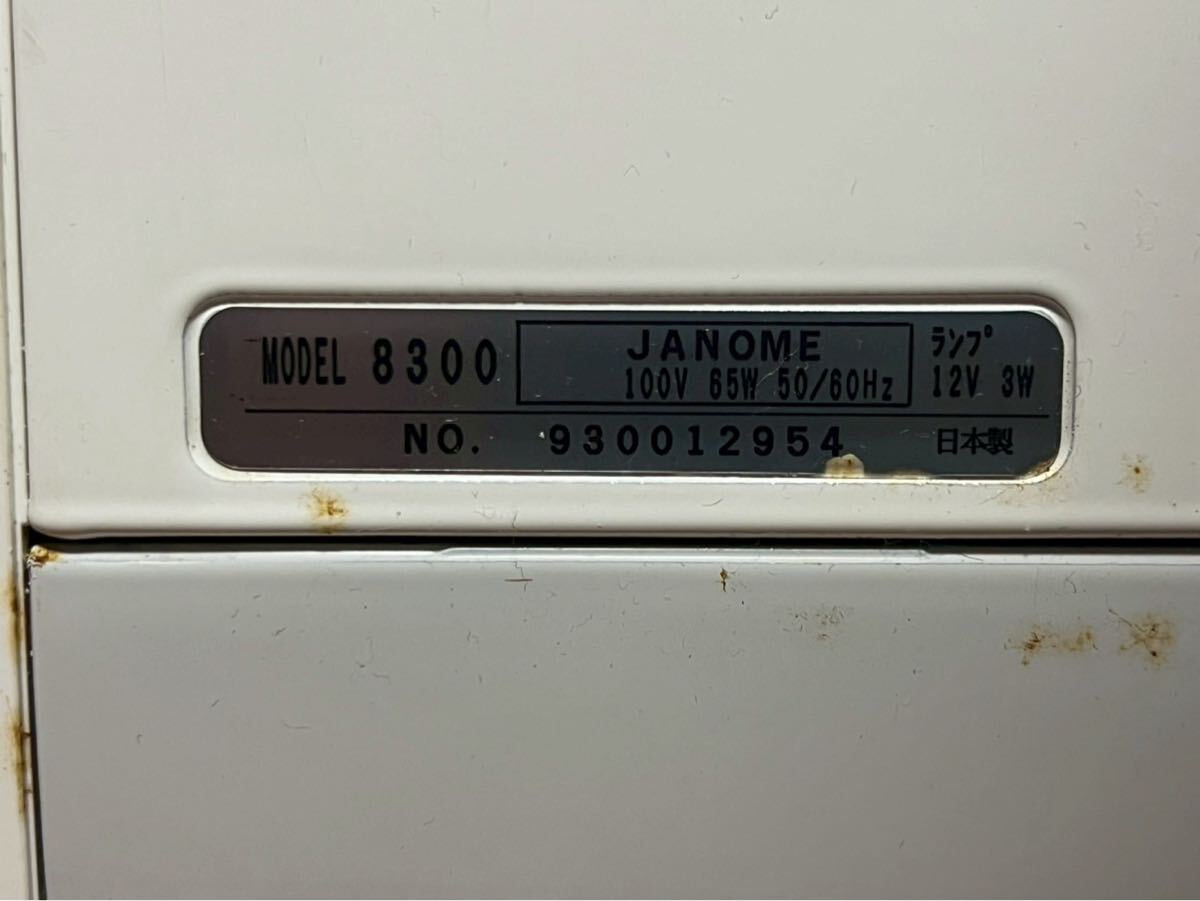 MODEL 8300
JANOME
100V 65W 50/60Hz
ﾗﾝﾌﾟ
12V 3W
NO. 930012954 日本製